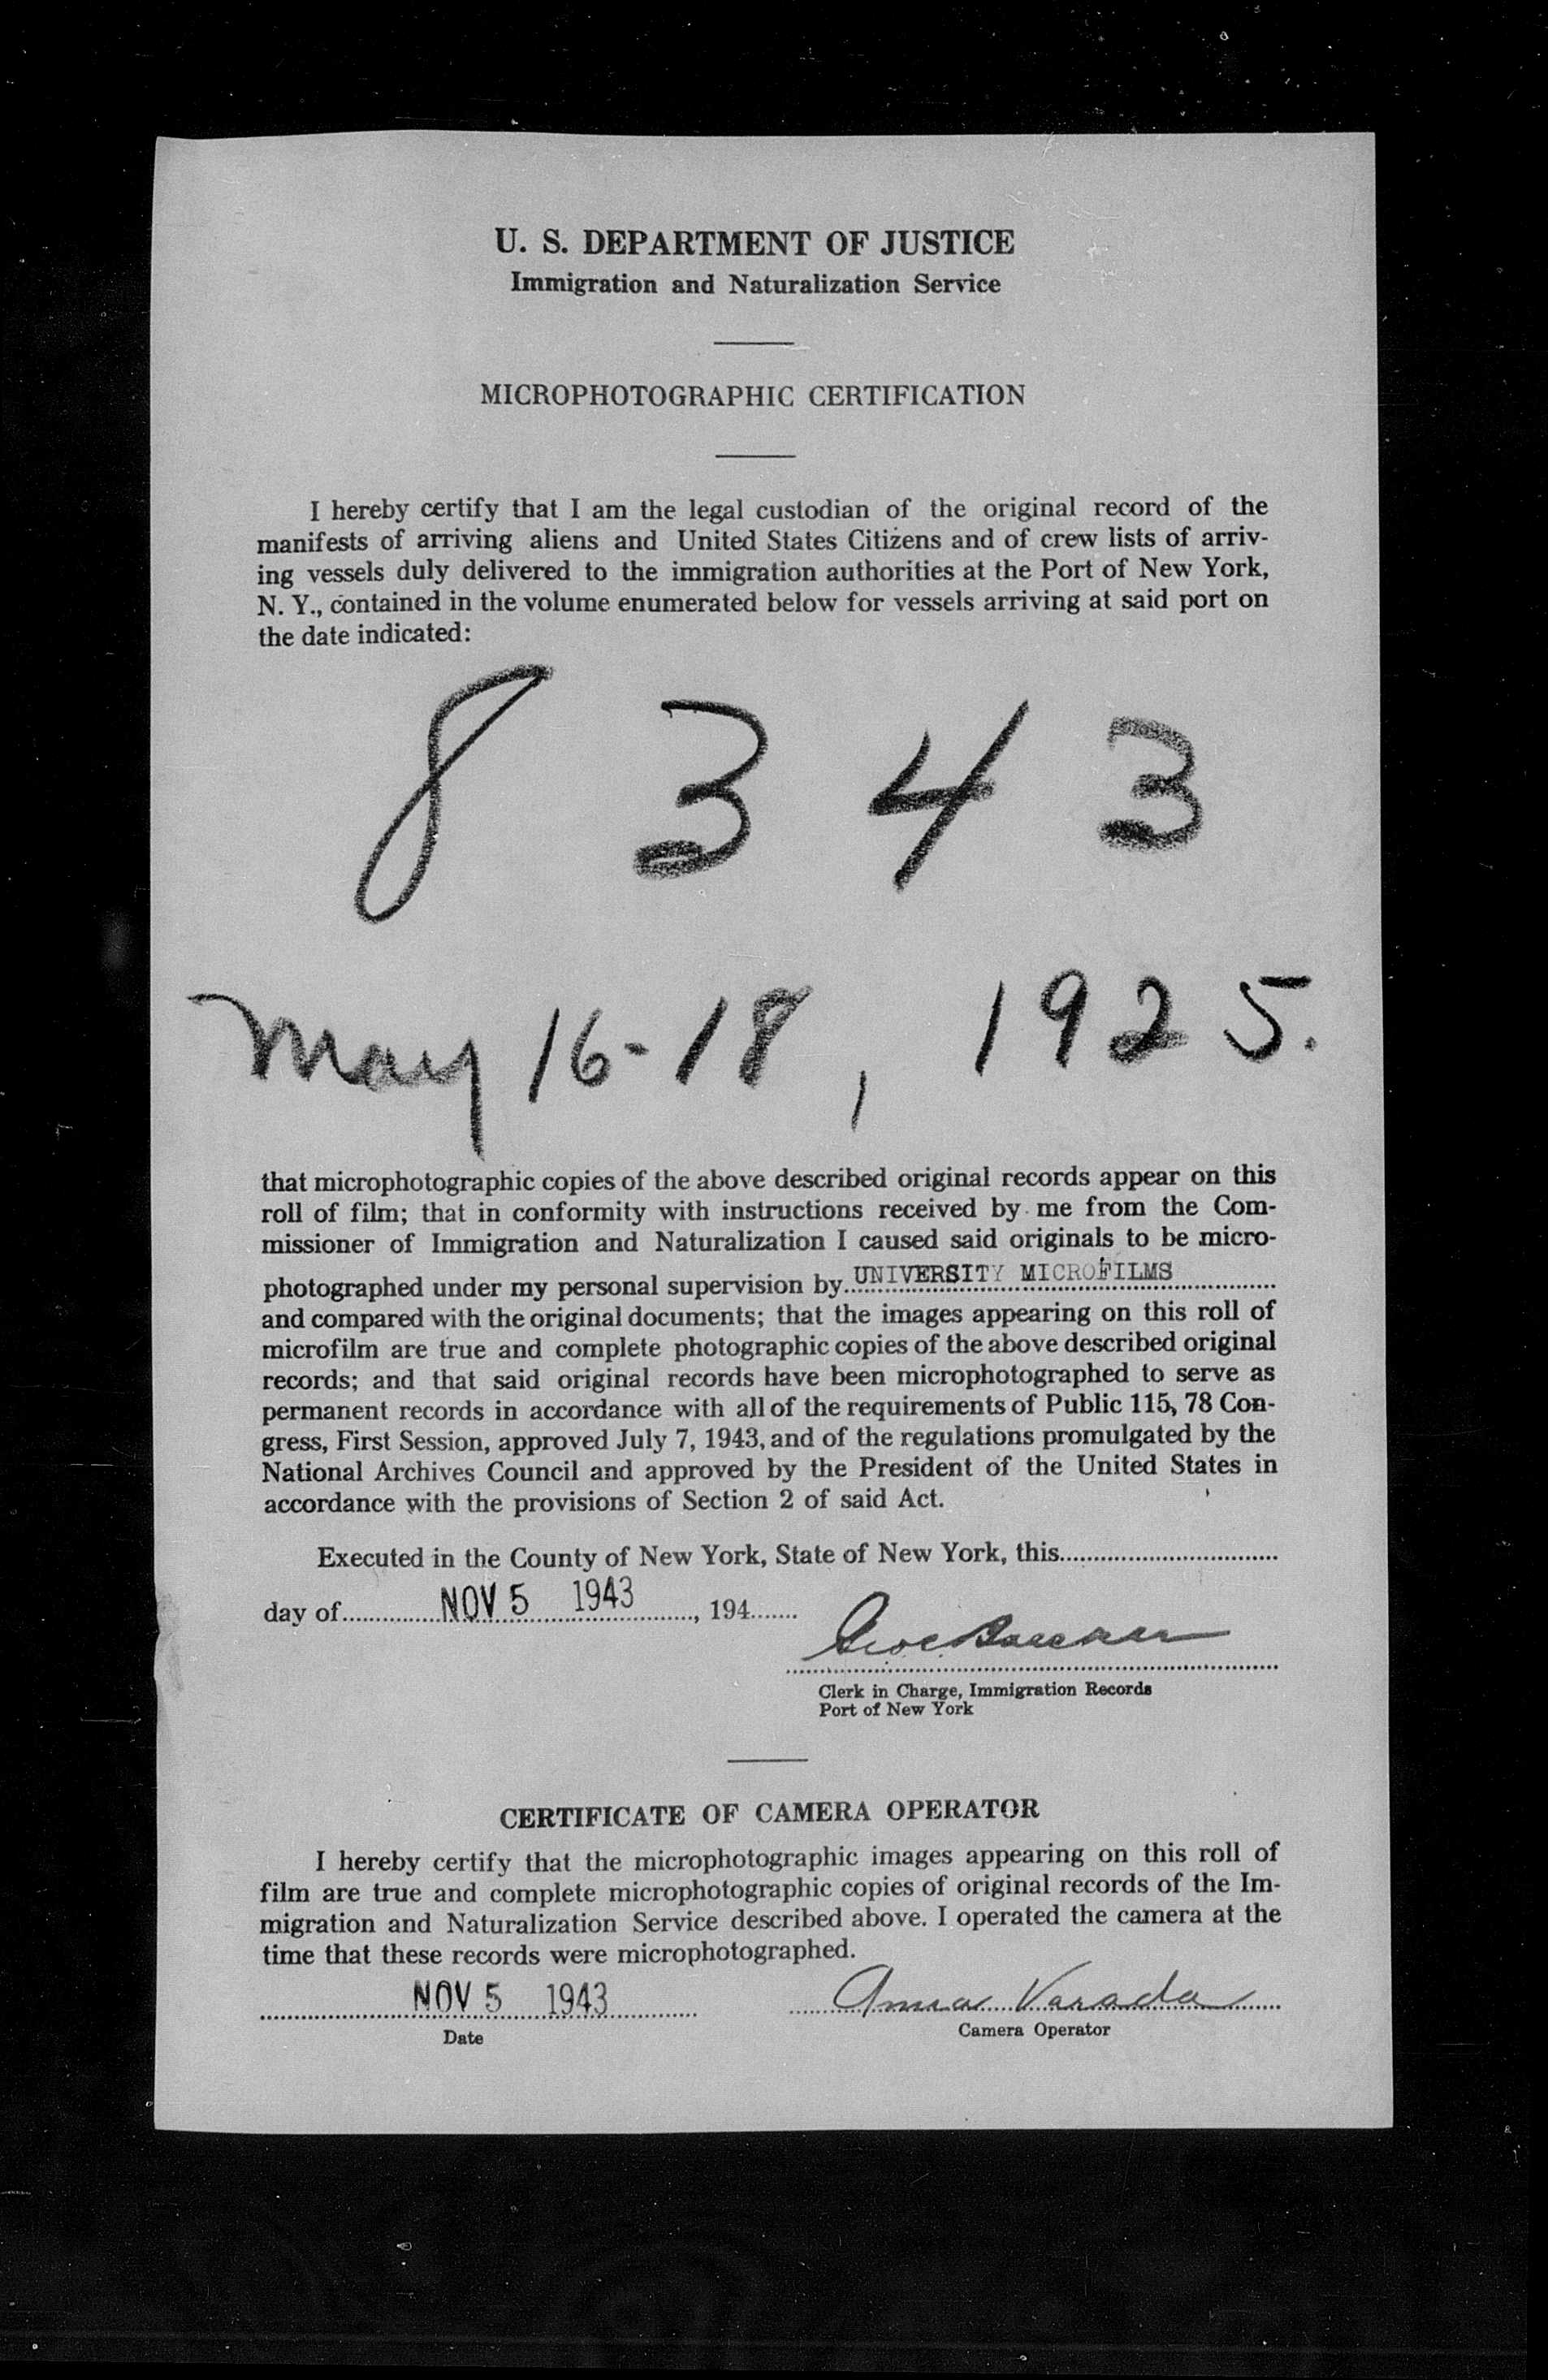 U. S. DEPARTMENT OF JUSTICE
Immigration and Naturalization Service
MICROPHOTOGRAPHIC CERTIFICATION
I hereby certify that I am the legal custodian of the original record of the
manifests of arriving aliens and United States Citizens and of crew lists of arriv-
ing vessels duly delivered to the immigration authorities at the Port of New York,
N. Y., contained in the volume enumerated below for vessels arriving at said port on
the date indicated:
8 3 4 3
May 16-18, 1925.
that microphotographic copies of the above described original records appear on this
roll of film; that in conformity with instructions received by me from the Com-
missioner of Immigration and Naturalization I caused said originals to be micro-
photographed under my personal supervision by UNIVERSITY MICROFILMS
and compared with the original documents; that the images appearing on this roll of
microfilm are true and complete photographic copies of the above described original
records; and that said original records have been microphotographed to serve as
permanent records in accordance with all of the requirements of Public 115, 78 Con-
gress, First Session, approved July 7, 1943, and of the regulations promulgated by the
National Archives Council and approved by the President of the United States in
accordance with the provisions of Section 2 of said Act.
Executed in the County of New York, State of New York, this
day of NOV 5 1943, 194
Clerk in Charge, Immigration Records
Port of New York
CERTIFICATE OF CAMERA OPERATOR
I hereby certify that the microphotographic images appearing on this roll of
film are true and complete microphotographic copies of original records of the Im-
migration and Naturalization Service described above. I operated the camera at the
time that these records were microphotographed.
NOV 5 1943 Anna Varada
Date Camera Operator